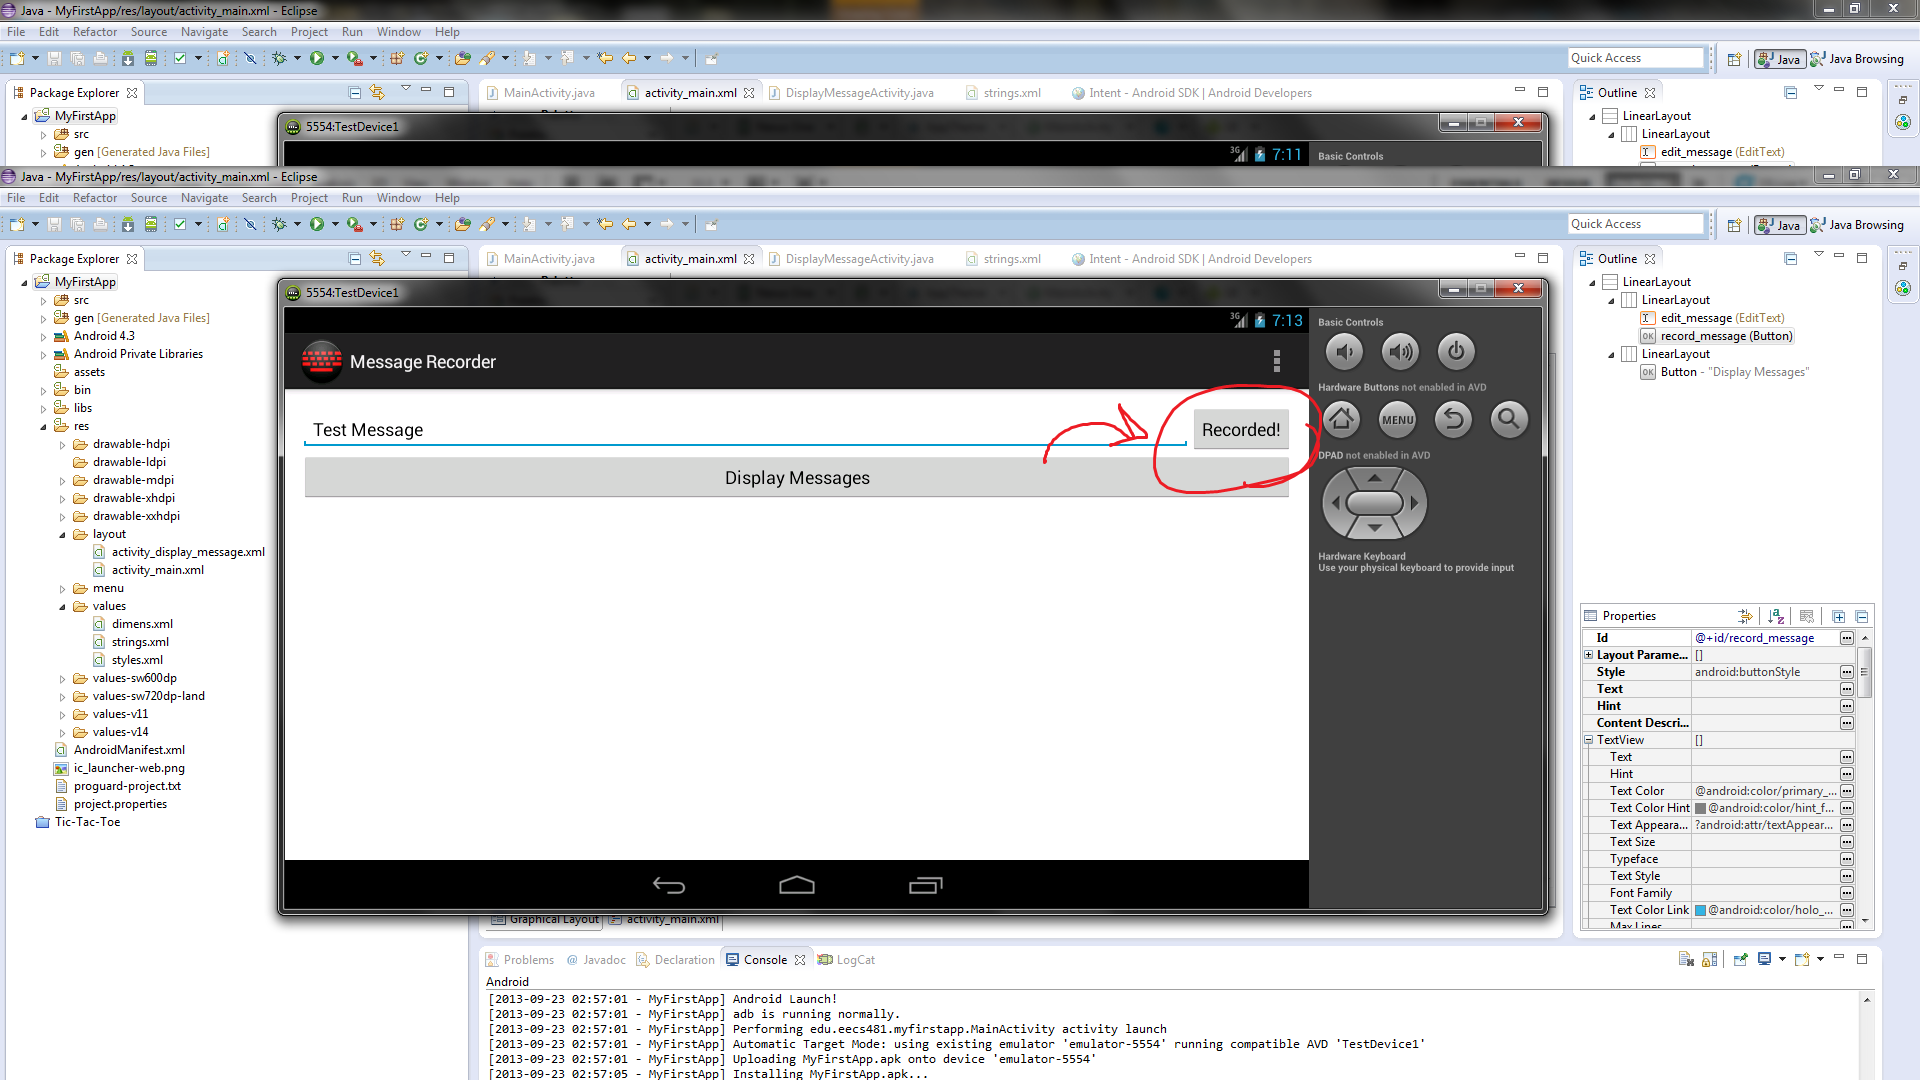 Java - MyFirstApp/res/layout/activity_main.xml - Eclipse
File Edit Refactor Source Navigate Search Project Run Window Help
Quick Access Java Java Browsing
Package Explorer MainActivity.java activity_main.xml DisplayMessageActivity.java strings.xml Intent - Android SDK | Android Developers Outline
MyFirstApp LinearLayout
5554:TestDevice1
src LinearLayout
gen [Generated Java Files] 3G 7:11 Basic Controls edit_message (EditText)
Java - MyFirstApp/res/layout/activity_main.xml - Eclipse
File Edit Refactor Source Navigate Search Project Run Window Help
Quick Access Java Java Browsing
Package Explorer MainActivity.java activity_main.xml DisplayMessageActivity.java strings.xml Intent - Android SDK | Android Developers Outline
MyFirstApp
src
gen [Generated Java Files]
Android 4.3
Android Private Libraries
assets
bin
libs
res
drawable-hdpi
drawable-ldpi
drawable-mdpi
drawable-xhdpi
drawable-xxhdpi
layout
activity_display_message.xml
activity_main.xml
menu
values
dimens.xml
strings.xml
styles.xml
values-sw600dp
values-sw720dp-land
values-v11
values-v14
AndroidManifest.xml
ic_launcher-web.png
proguard-project.txt
project.properties
Tic-Tac-Toe
5554:TestDevice1
3G 7:13
Message Recorder
Test Message Recorded!
Display Messages
Basic Controls
Hardware Buttons not enabled in AVD
MENU
DPAD not enabled in AVD
Hardware Keyboard
Use your physical keyboard to provide input
LinearLayout
LinearLayout
edit_message (EditText)
OK record_message (Button)
LinearLayout
OK Button - "Display Messages"
Properties
Id @+id/record_message
Layout Parame... []
Style android:buttonStyle
Text
Hint
Content Descri...
TextView []
Text
Hint
Text Color @android:color/primary_...
Text Color Hint @android:color/hint_f...
Text Appeara... ?android:attr/textAppear...
Text Size
Typeface
Text Style
Font Family
Text Color Link @android:color/holo_...
Max Lines
Graphical Layout activity_main.xml
Problems @ Javadoc Declaration Console LogCat
Android
[2013-09-23 02:57:01 - MyFirstApp] Android Launch!
[2013-09-23 02:57:01 - MyFirstApp] adb is running normally.
[2013-09-23 02:57:01 - MyFirstApp] Performing edu.eecs481.myfirstapp.MainActivity activity launch
[2013-09-23 02:57:01 - MyFirstApp] Automatic Target Mode: using existing emulator 'emulator-5554' running compatible AVD 'TestDevice1'
[2013-09-23 02:57:01 - MyFirstApp] Uploading MyFirstApp.apk onto device 'emulator-5554'
[2013-09-23 02:57:05 - MyFirstApp] Installing MyFirstApp.apk...